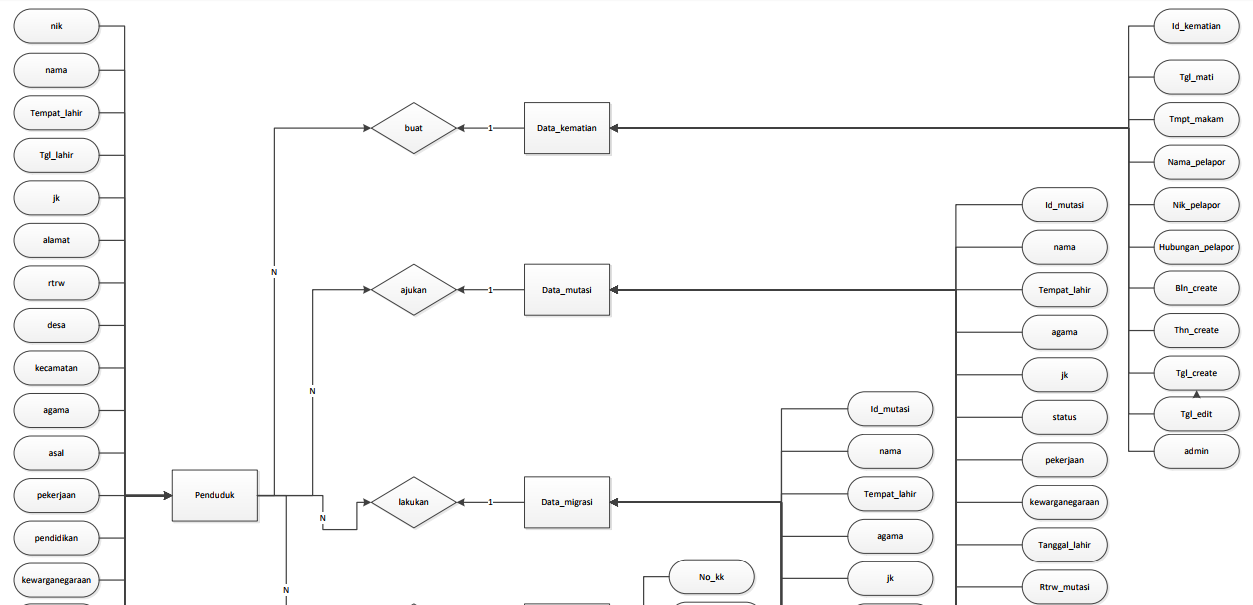 nik
nama
Tempat_lahir
Tgl_lahir
jk
alamat
rtrw
desa
kecamatan
agama
asal
pekerjaan
pendidikan
kewarganegaraan
Penduduk
N
N
N
N
buat
1
Data_kematian
ajukan
1
Data_mutasi
lakukan
1
Data_migrasi
No_kk
Id_mutasi
nama
Tempat_lahir
agama
jk
Id_mutasi
nama
Tempat_lahir
agama
jk
status
pekerjaan
kewarganegaraan
Tanggal_lahir
Rtrw_mutasi
Id_kematian
Tgl_mati
Tmpt_makam
Nama_pelapor
Nik_pelapor
Hubungan_pelapor
Bln_create
Thn_create
Tgl_create
Tgl_edit
admin